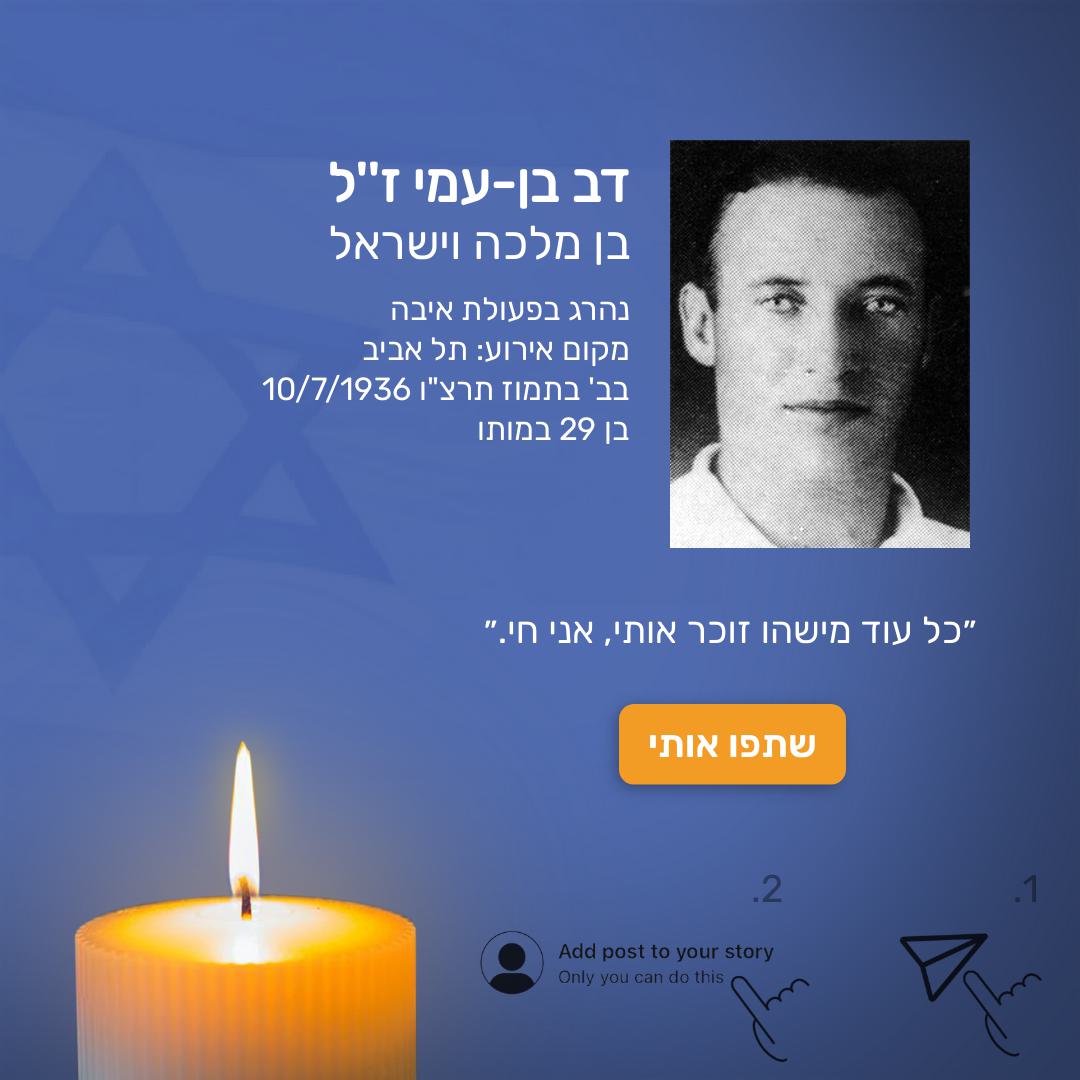 דב בן-עמי ז"ל
בן מלכה וישראל
נהרג בפעולת איבה
מקום אירוע: תל אביב
בב' בתמוז תרצ"ו 10/7/1936
בן 29 במותו
״כל עוד מישהו זוכר אותי, אני חי.״
שתפו אותי
1.
2.
Add post to your story
Only you can do this